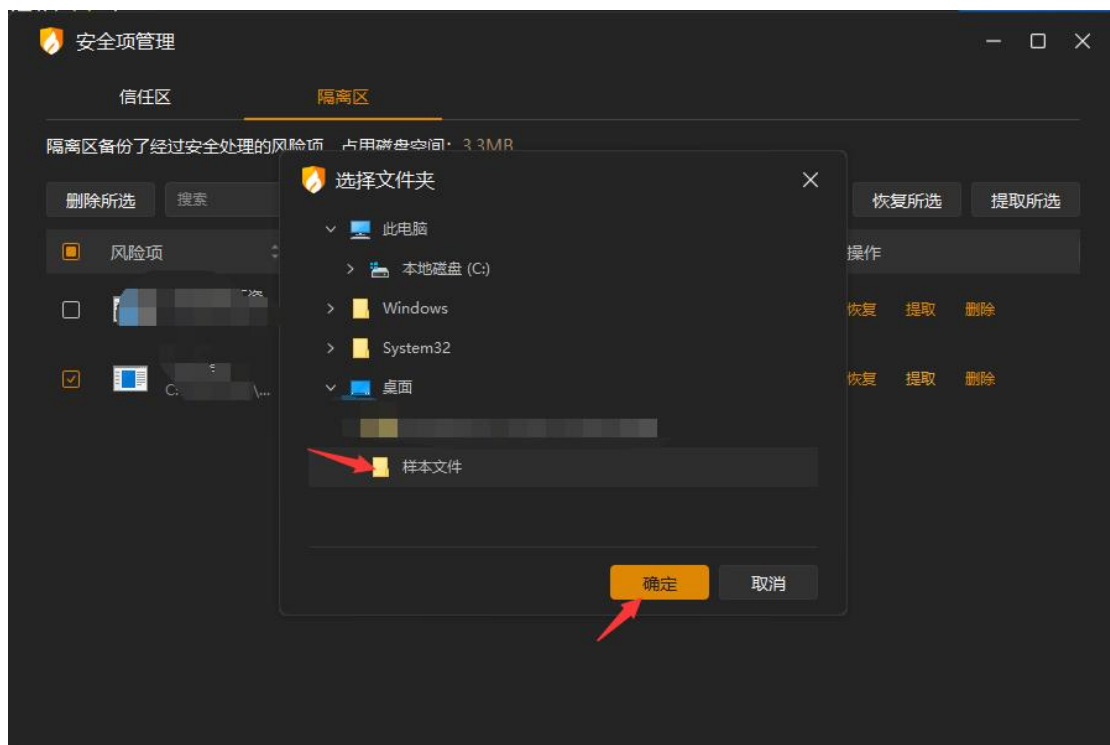 安全项管理
信任区 隔离区
隔离区备份了经过安全处理的风险项 占用磁盘空间: 3.3MB
选择文件夹
删除所选 搜索 恢复所选 提取所选
此电脑
风险项 操作
本地磁盘 (C:)
Windows
恢复 提取 删除
System32
恢复 提取 删除
桌面
C: \...
样本文件
确定 取消